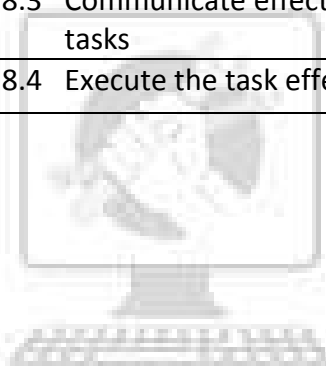 8.3 Communicate effect
tasks
8.4 Execute the task effe